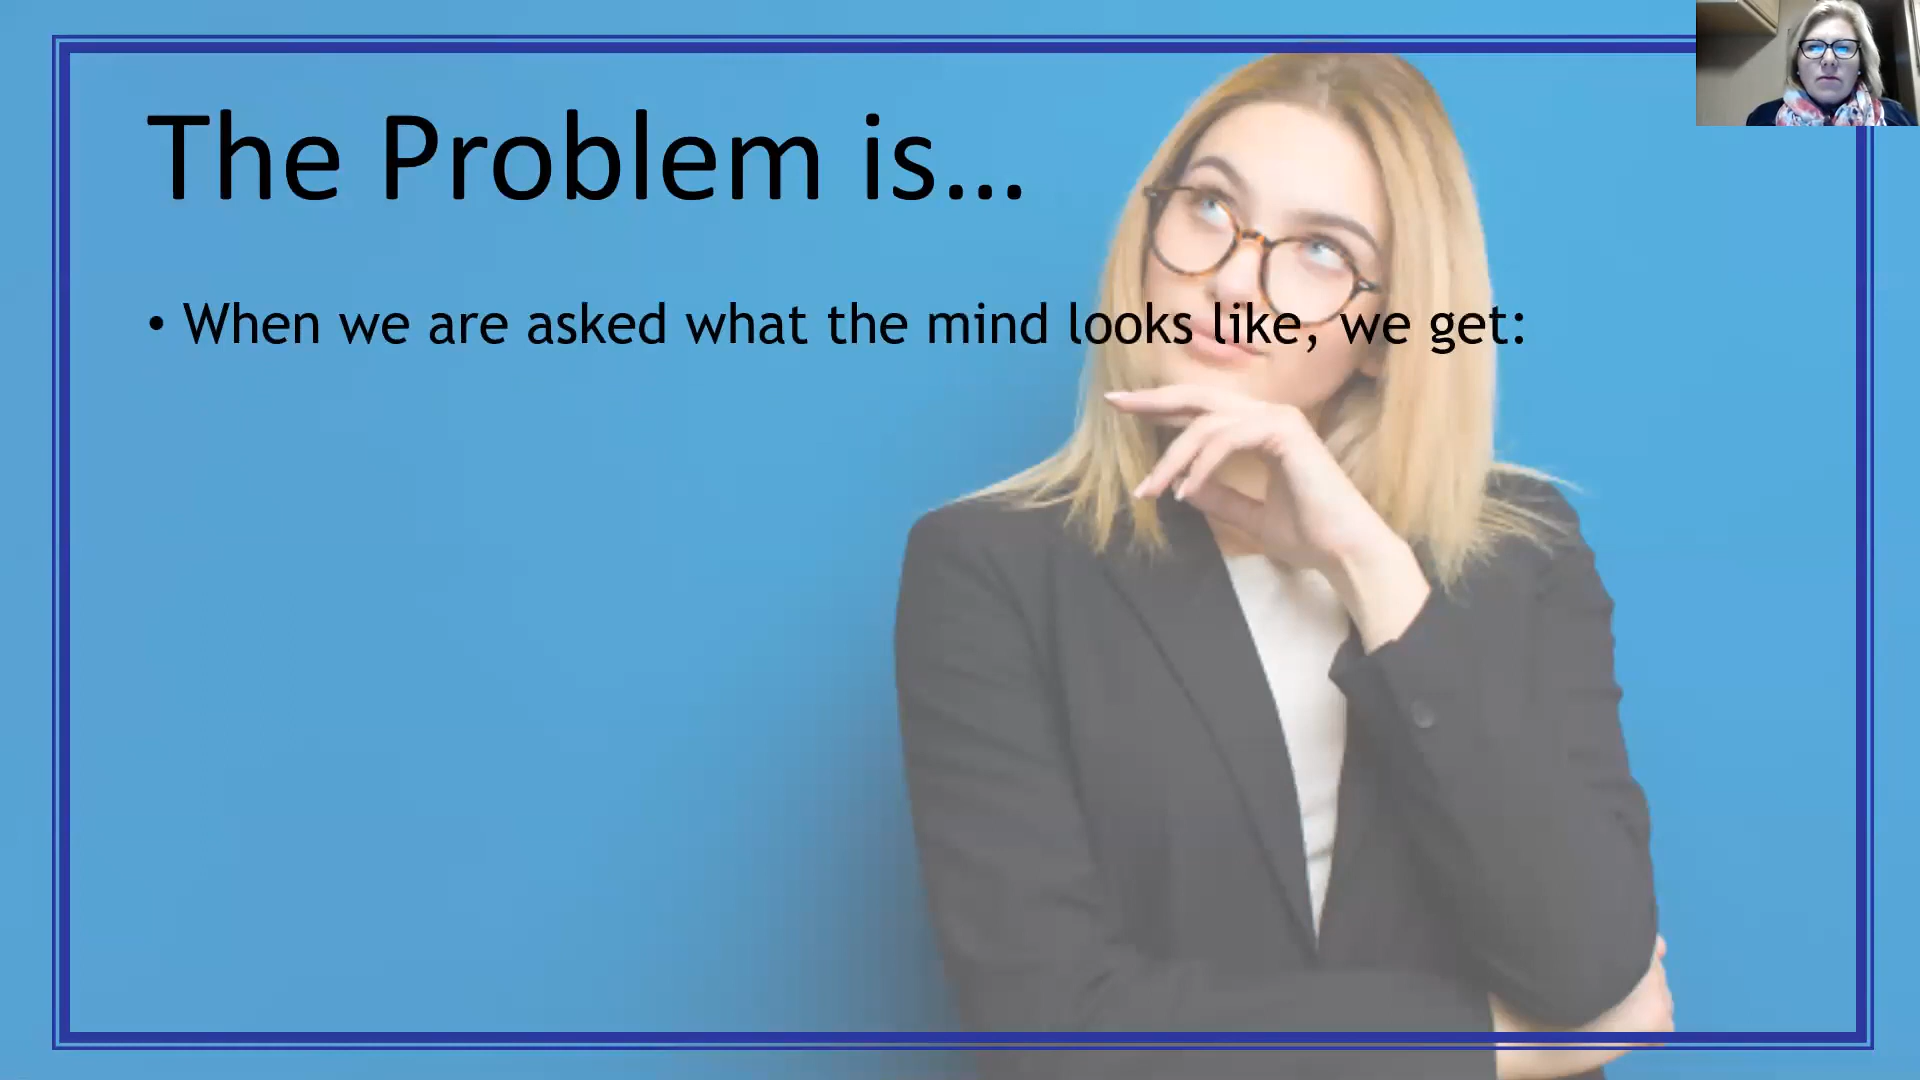 The Problem is...
• When we are asked what the mind looks like, we get: